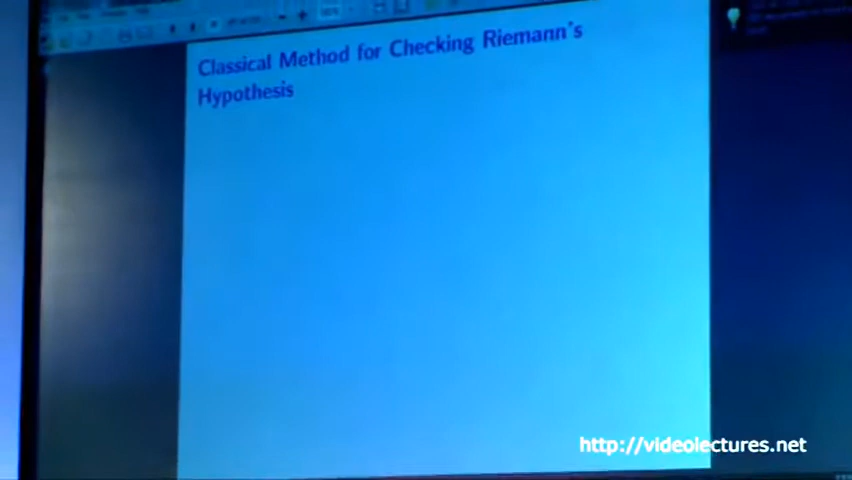 Classical Method for Checking Riemann's
Hypothesis
http://videolectures.net